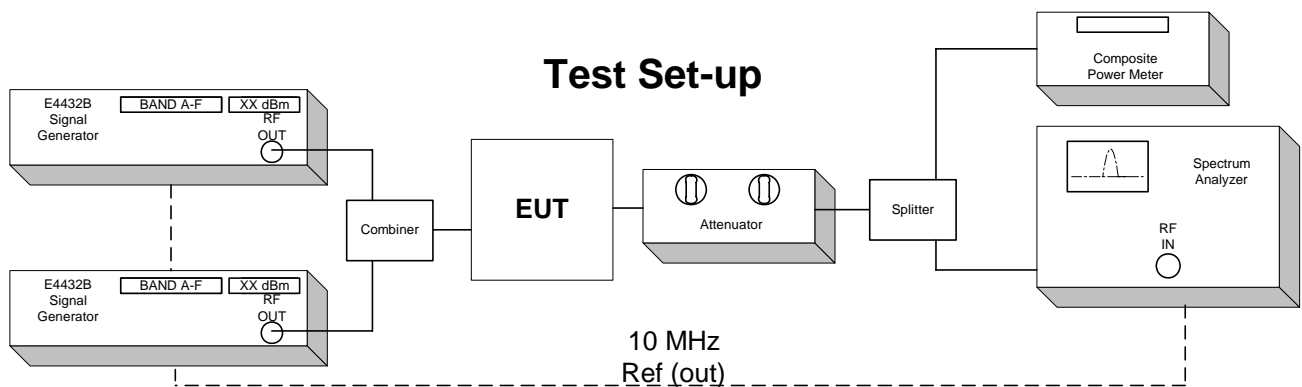 Test Set-up
E4432B
Signal
Generator
BAND A-F
XX dBm
RF
OUT
E4432B
Signal
Generator
BAND A-F
XX dBm
RF
OUT
Combiner
EUT
Attenuator
Splitter
Composite
Power Meter
Spectrum
Analyzer
RF
IN
10 MHz
Ref (out)